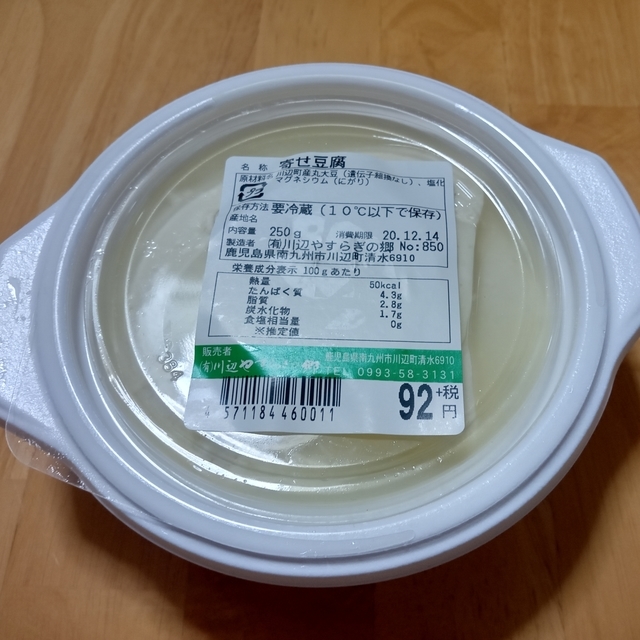 名称 寄せ豆腐
原材料名 川辺町産丸大豆（遺伝子組換なし）、塩化
マグネシウム（にがり）
保存方法 要冷蔵（10℃以下で保存）
産地名
内容量 250g 消費期限 20.12.14
製造者 ㈲川辺やすらぎの郷 No:850
鹿児島県南九州市川辺町清水6910
栄養成分表示 100gあたり
熱量 50kcal
たんぱく質 4.3g
脂質 2.8g
炭水化物 1.7g
食塩相当量 0g
※推定値
販売者 鹿児島県南九州市川辺町清水6910
㈲川辺や 郷 TEL 0993-58-3131
4571184460011
92 +税
円